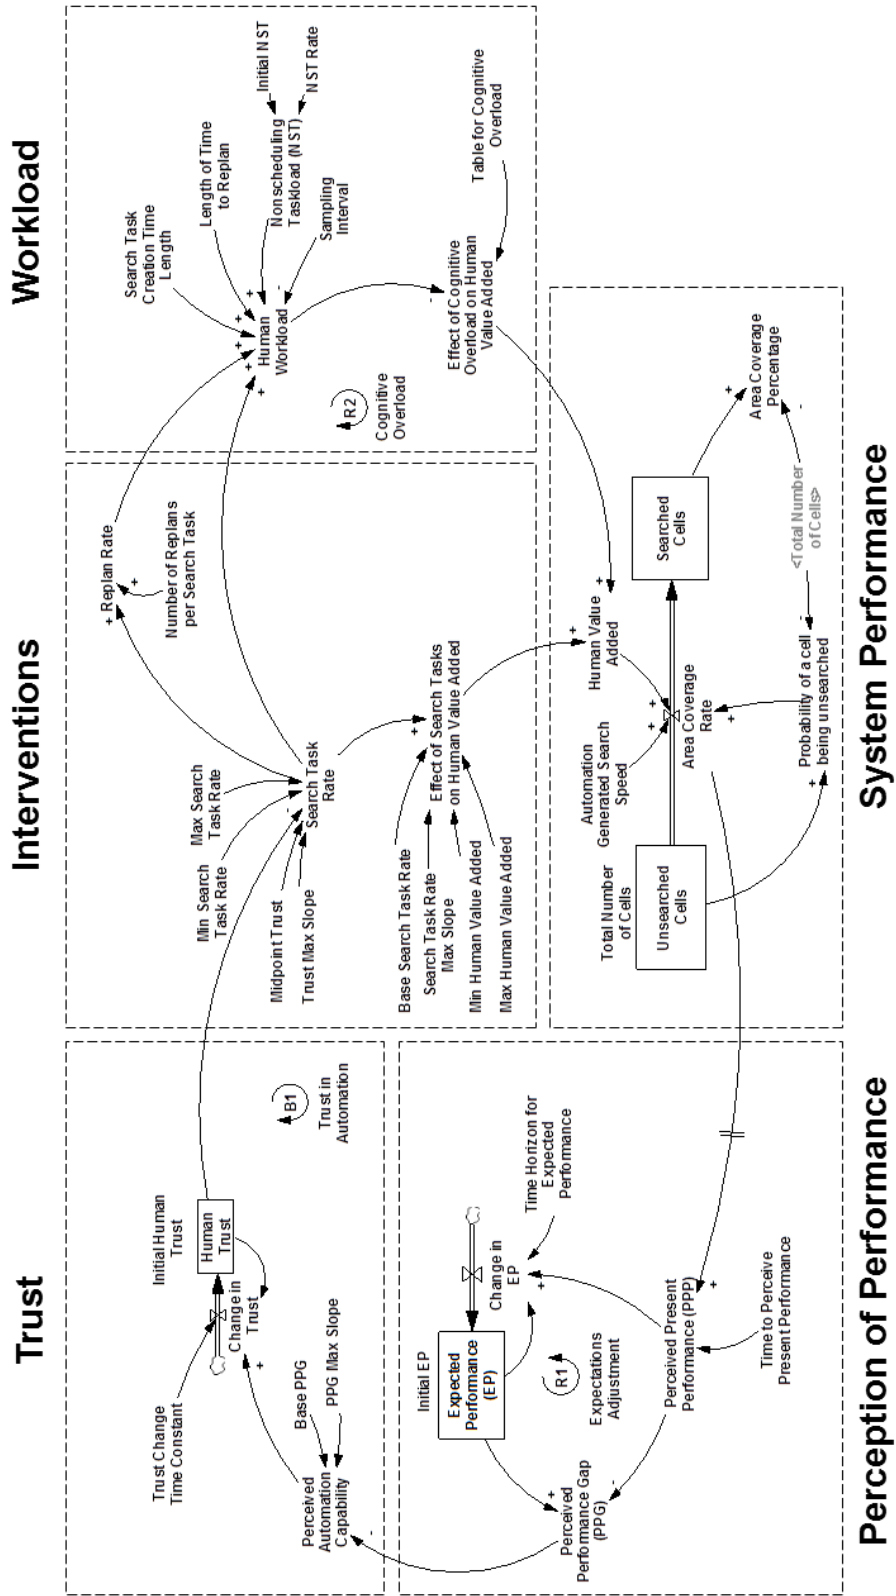 Trust
Interventions
Workload
Trust Change
Time Constant
Initial Human
Trust
Human
Trust
Change in
Trust
+
Base PPG
PPG Max Slope
Perceived
Automation
Capability
-
B1
Trust in
Automation
Min Search
Task Rate
Max Search
Task Rate
Midpoint Trust
Trust Max Slope
-
Search Task
Rate
+
Replan Rate
+
Number of Replans
per Search Task
Base Search Task Rate
Search Task Rate
Max Slope
Min Human Value Added
Max Human Value Added
+
Effect of Search Tasks
on Human Value Added
Search Task
Creation Time
Length
Length of Time
to Replan
Initial NST
NST Rate
Nonscheduling
Taskload (NST)
Sampling
Interval
+
+
+
+
+
-
Human
Workload
R2
Cognitive
Overload
-
Effect of Cognitive
Overload on Human
Value Added
Table for Cognitive
Overload
Initial EP
Expected
Performance
(EP)
Change in
EP
+
Time Horizon for
Expected
Performance
R1
Expectations
Adjustment
+
-
Perceived
Performance Gap
(PPG)
Perceived Present
Performance (PPP)
+
Time to Perceive
Present Performance
Total Number
of Cells
Unsearched
Cells
Automation
Generated Search
Speed
+
+
+
Area Coverage
Rate
+
+
Human Value
Added
Searched
Cells
+
Area Coverage
Percentage
-
<Total Number
of Cells>
-
+
Probability of a cell
being unsearched
Perception of Performance
System Performance